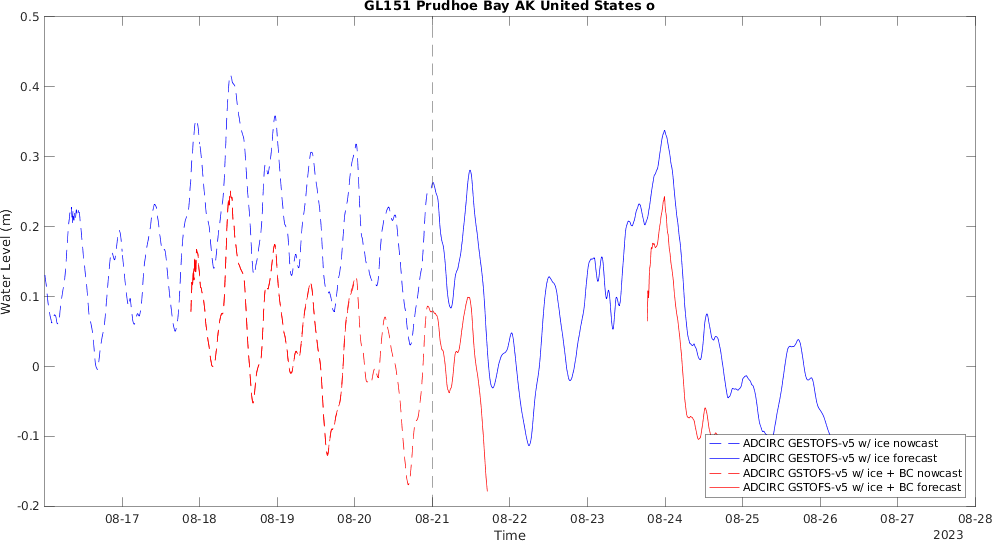 GL151 Prudhoe Bay AK United States o
0.5
0.4
0.3
0.2
0.1
0
-0.1
-0.2
Water Level (m)
08-17 08-18 08-19 08-20 08-21 08-22 08-23 08-24 08-25 08-26 08-27 08-28
Time
2023
ADCIRC GESTOFS-v5 w/ ice nowcast
ADCIRC GESTOFS-v5 w/ ice forecast
ADCIRC GSTOFS-v5 w/ ice + BC nowcast
ADCIRC GSTOFS-v5 w/ ice + BC forecast